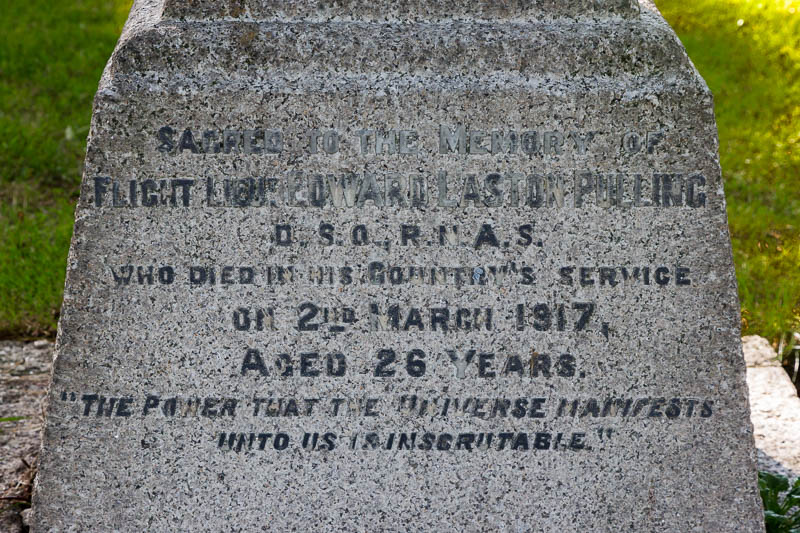 SACRED TO THE MEMORY OF
FLIGHT LIEUT EDWARD LASTON PULLING
D.S.O., R.N.A.S.
WHO DIED IN HIS COUNTRY'S SERVICE
ON 2ND MARCH 1917,
AGED 26 YEARS.
"THE POWER THAT THE UNIVERSE MANIFESTS
UNTO US IS INSCRUTABLE."